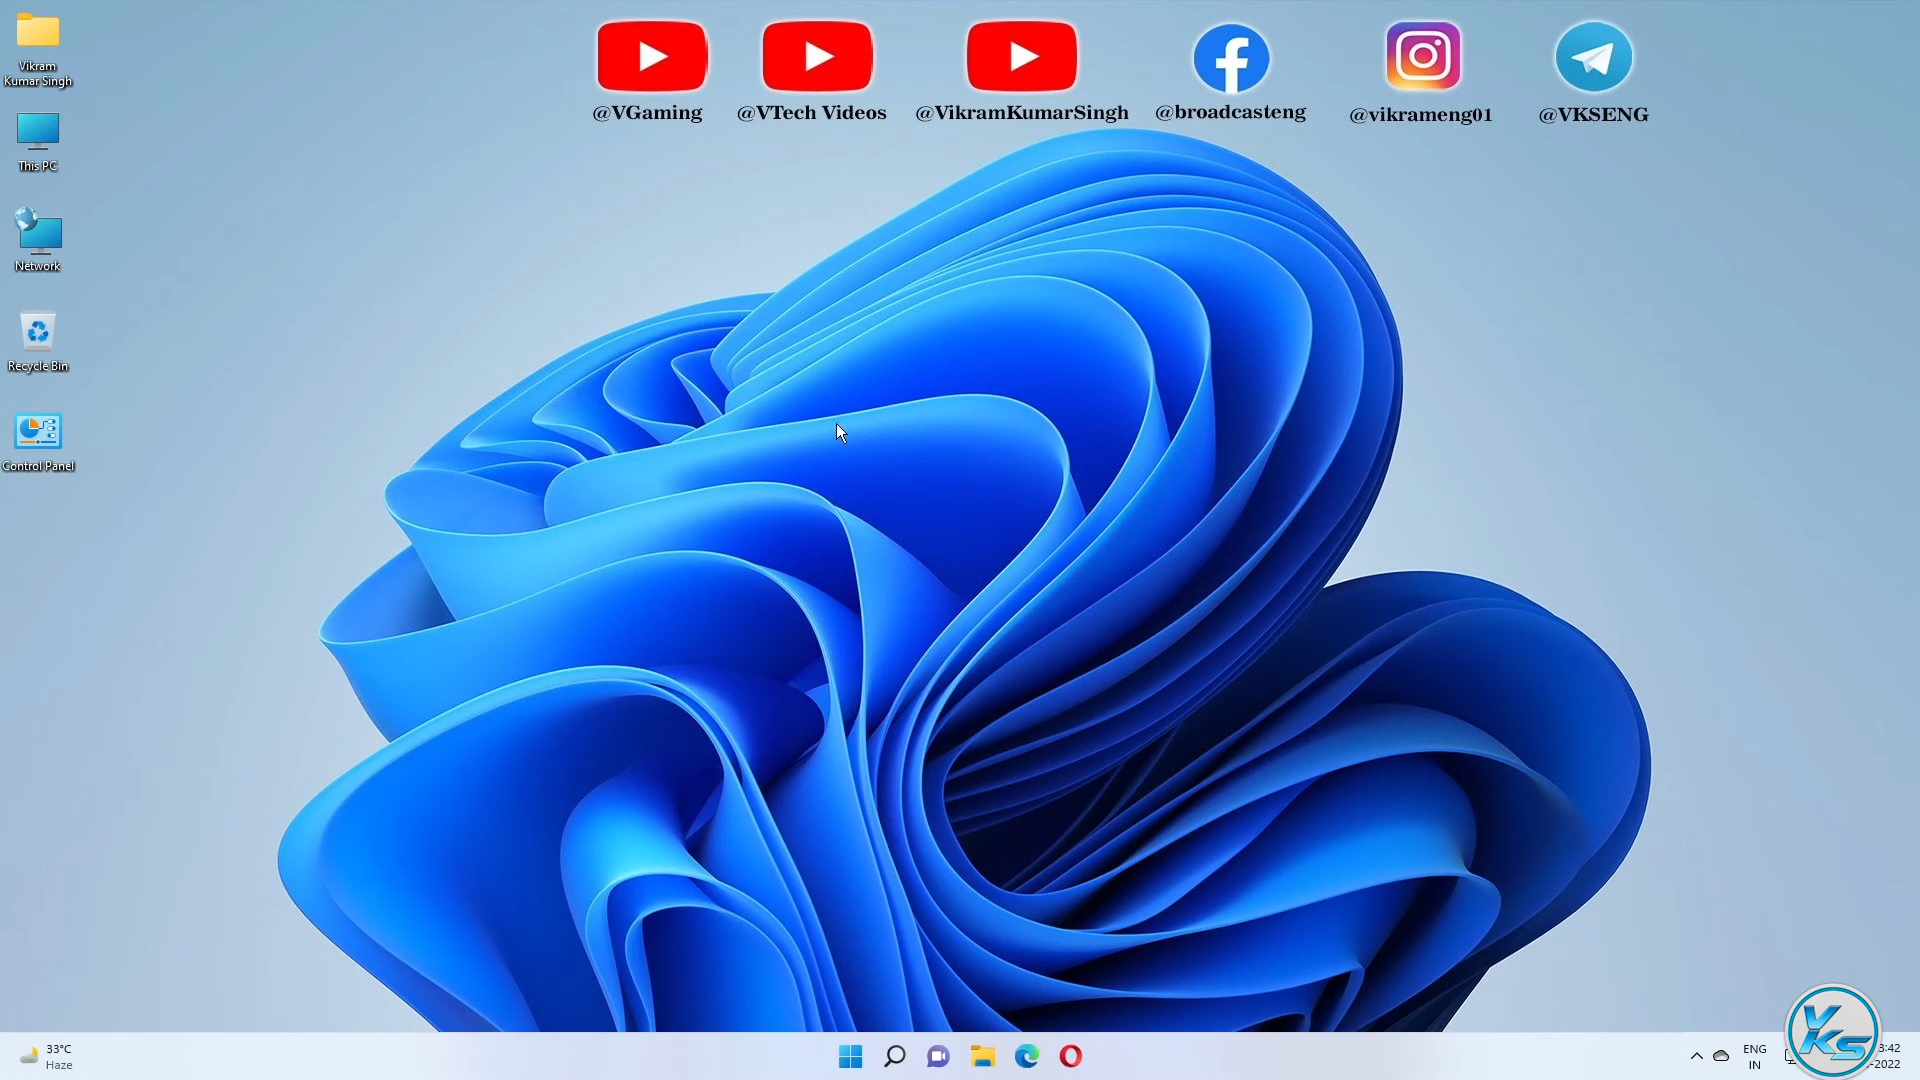 @VGaming
@VTech Videos
@VikramKumarSingh
@broadcasteng
@vikrameng01
@VKSENG
Vikram
Kumar Singh
This PC
Network
Recycle Bin
Control Panel
33°C
Haze
ENG
IN
3:42
-2022
VKS